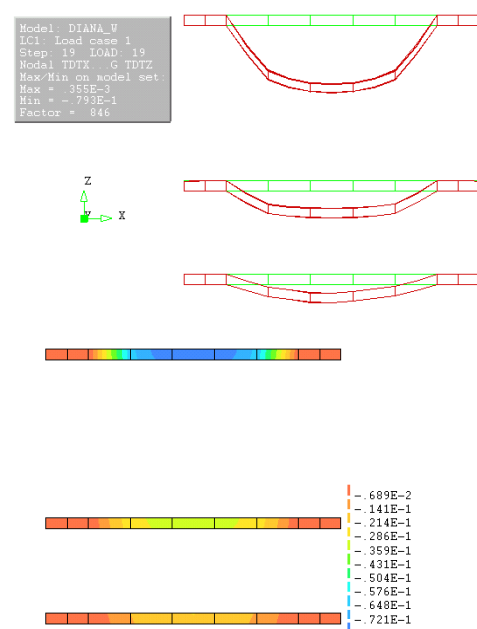 Model: DIANA_W
LC1: Load case 1
Step: 19 LOAD: 19
Nodal TDTX...G TDTZ
Max/Min on model set:
Max = .355E-3
Min = -.793E-1
Factor = 846
Z
Y X
-.689E-2
-.141E-1
-.214E-1
-.286E-1
-.359E-1
-.431E-1
-.504E-1
-.576E-1
-.648E-1
-.721E-1